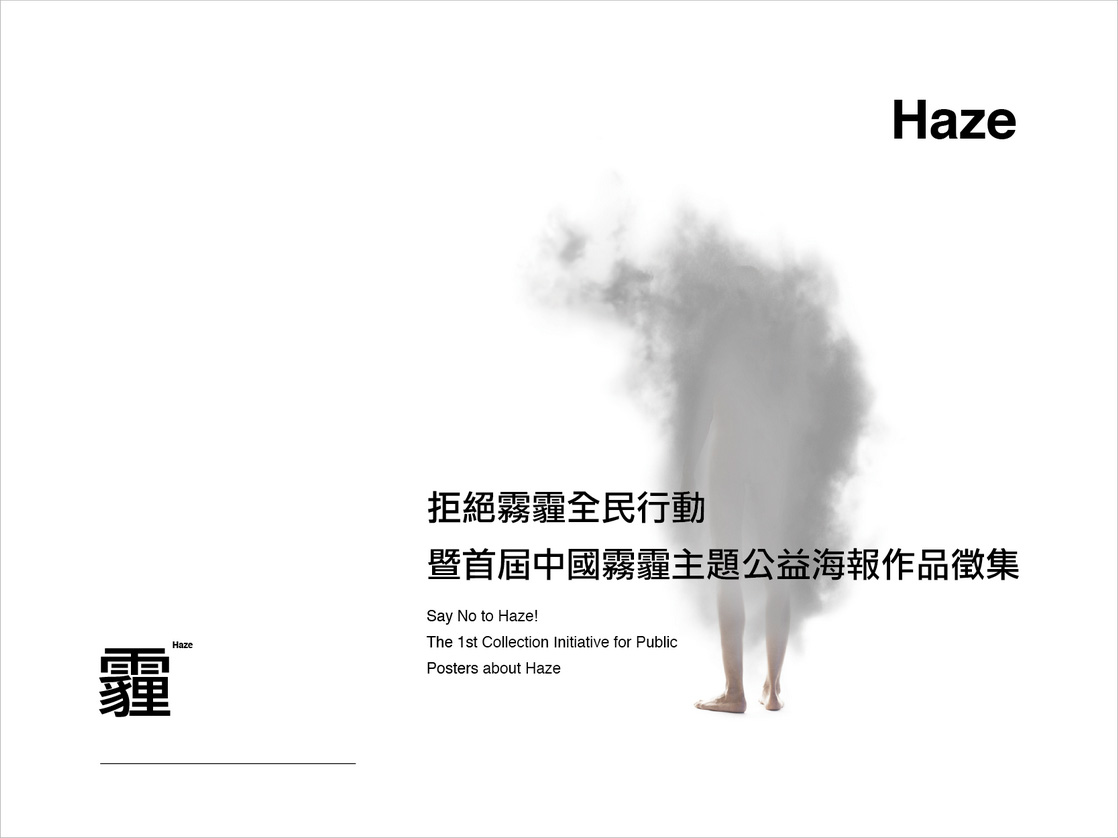 Haze
拒絕霧霾全民行動
暨首屆中國霧霾主題公益海報作品徵集
Say No to Haze!
The 1st Collection Initiative for Public
Posters about Haze
霾
Haze